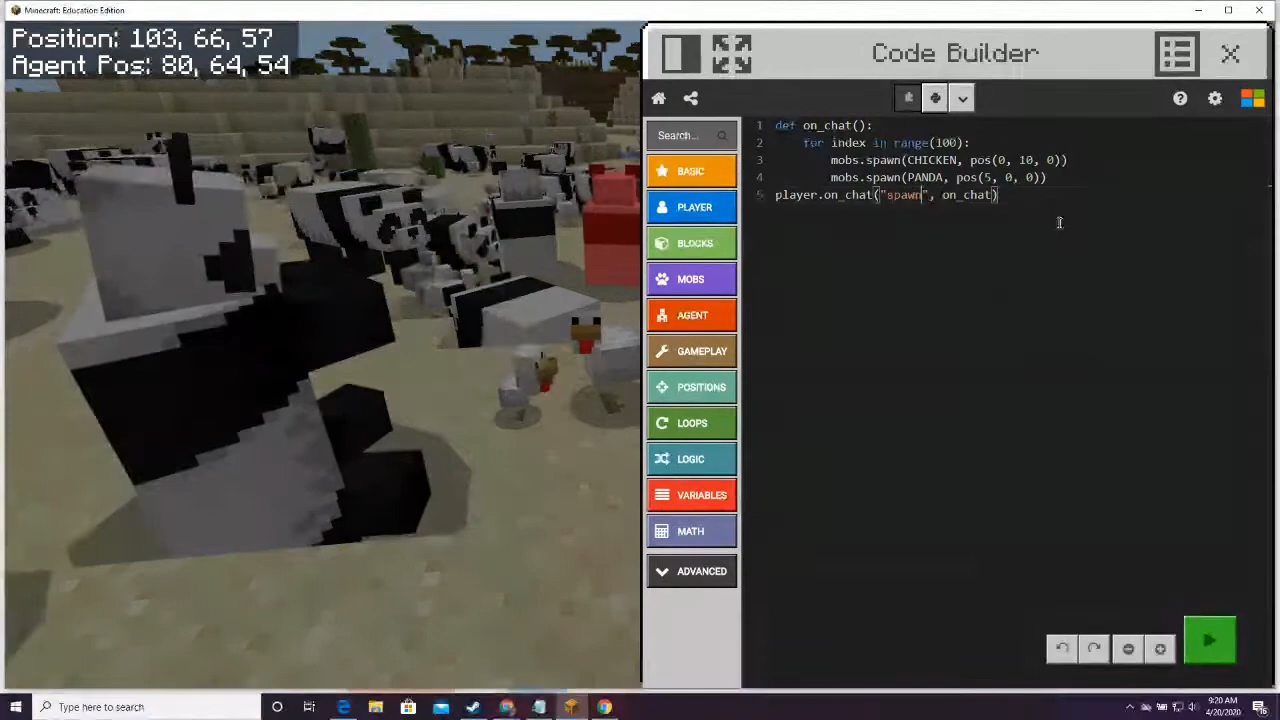 Minecraft: Education Edition
Position: 103, 66, 57
Agent Pos: 80, 64, 54
Code Builder
Search...
BASIC
PLAYER
BLOCKS
MOBS
AGENT
GAMEPLAY
POSITIONS
LOOPS
LOGIC
VARIABLES
MATH
ADVANCED
1 def on_chat():
2 for index in range(100):
3 mobs.spawn(CHICKEN, pos(0, 10, 0))
4 mobs.spawn(PANDA, pos(5, 0, 0))
5 player.on_chat("spawn", on_chat)
Type here to search
9:20 AM
4/20/2020